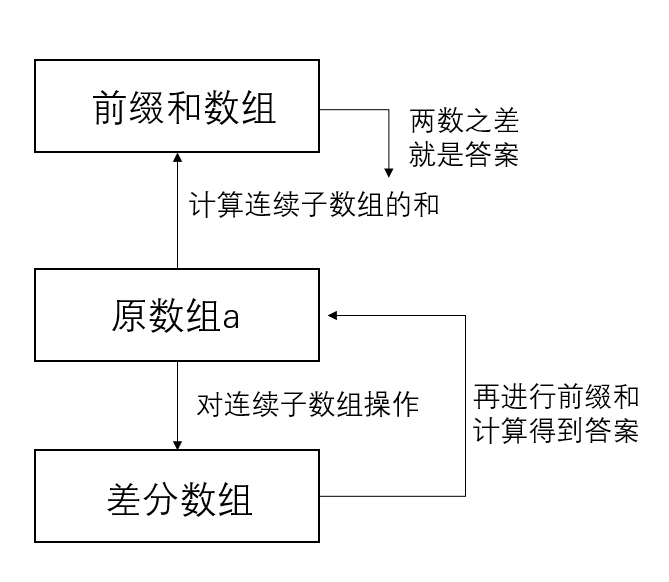 前缀和数组
两数之差
就是答案
计算连续子数组的和
原数组a
对连续子数组操作
再进行前缀和
计算得到答案
差分数组